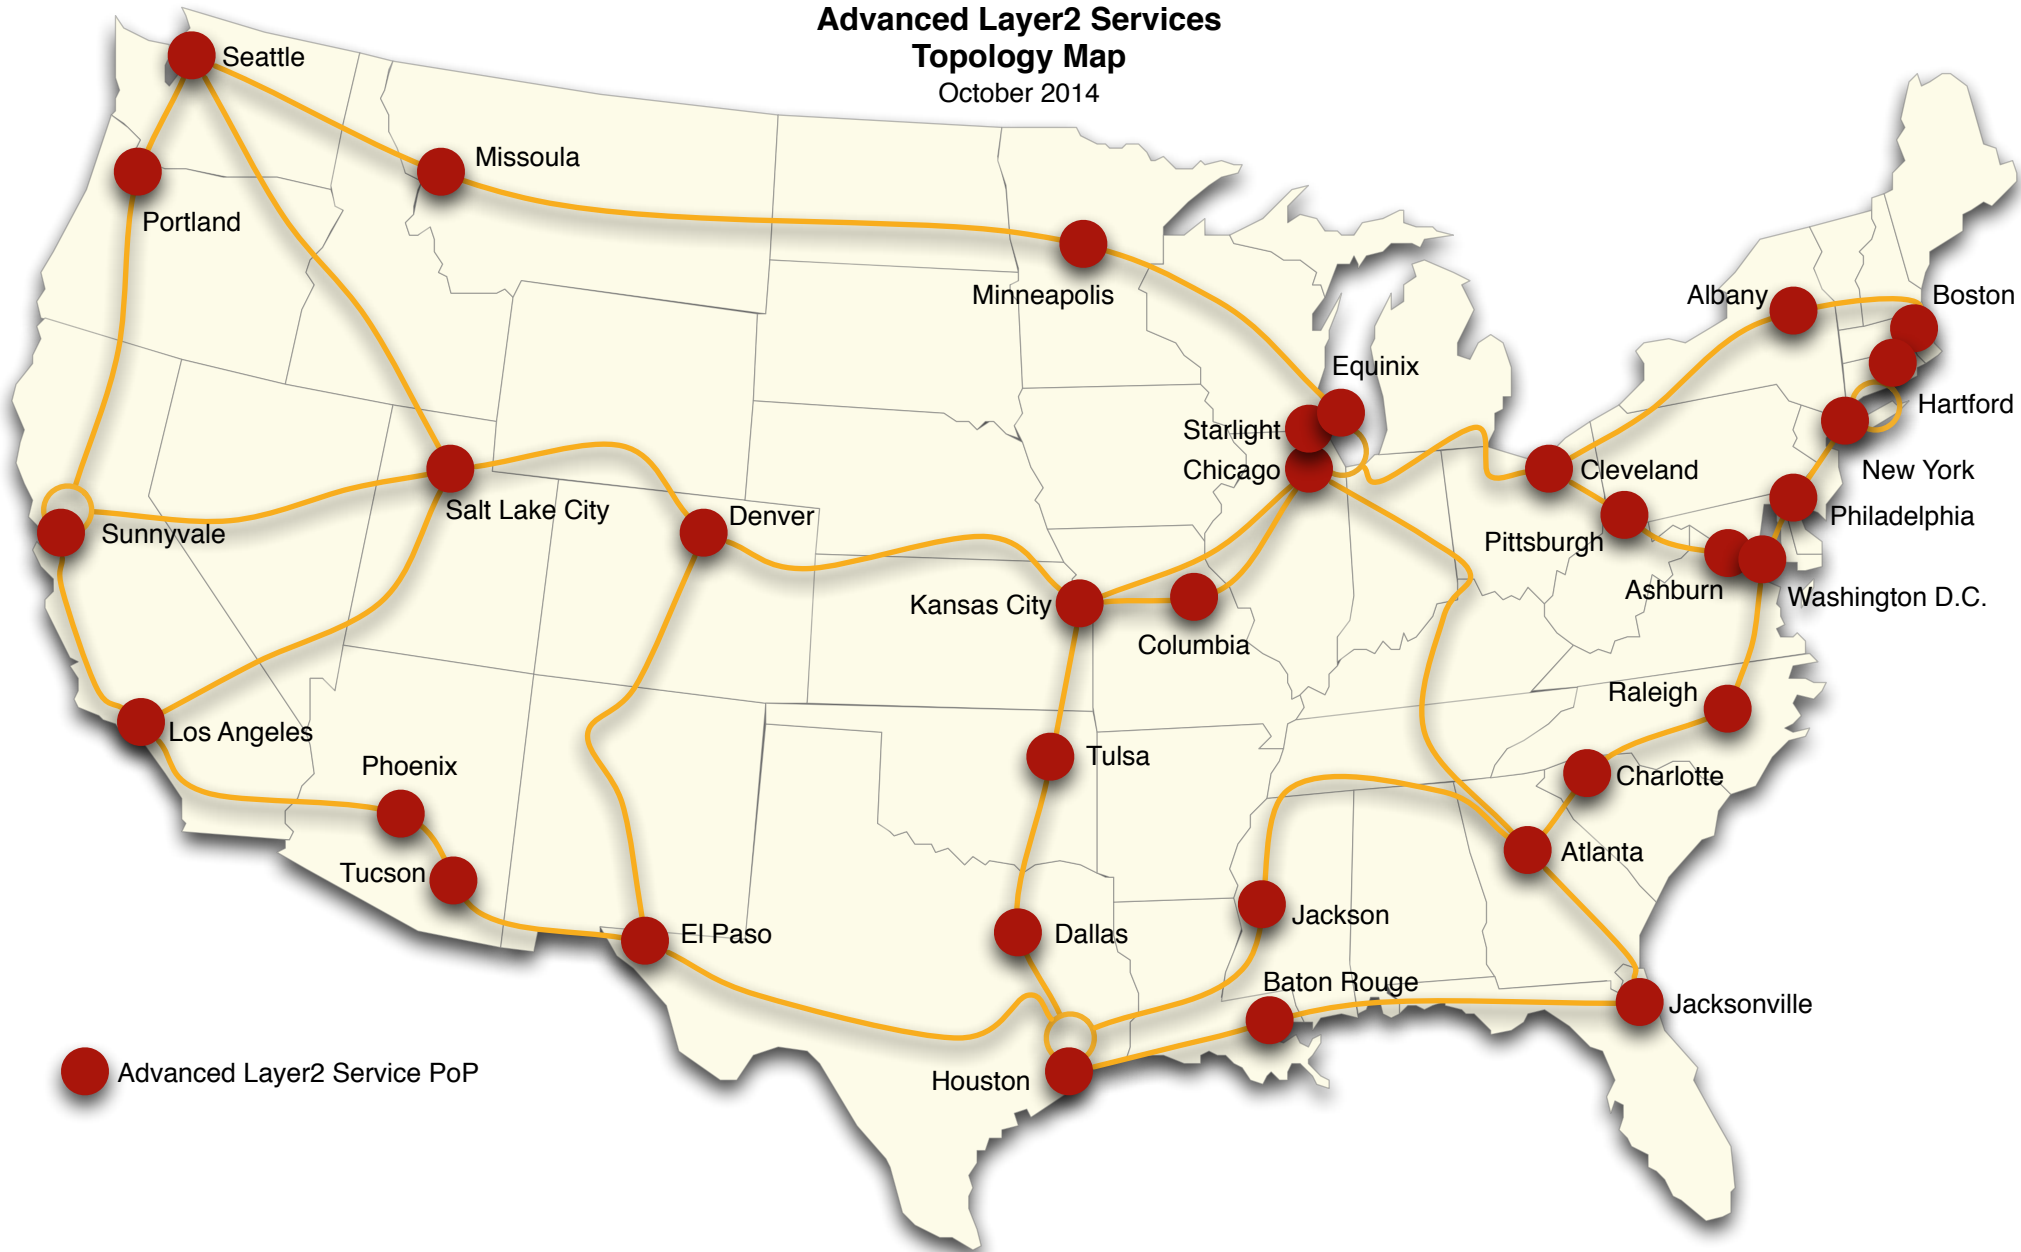 Advanced Layer2 Services
Topology Map
October 2014
Seattle
Missoula
Portland
Minneapolis
Albany
Boston
Equinix
Hartford
Starlight
Chicago
Cleveland
New York
Salt Lake City
Denver
Philadelphia
Sunnyvale
Pittsburgh
Ashburn
Washington D.C.
Kansas City
Columbia
Raleigh
Los Angeles
Tulsa
Phoenix
Charlotte
Atlanta
Tucson
Jackson
El Paso
Dallas
Baton Rouge
Jacksonville
Advanced Layer2 Service PoP
Houston